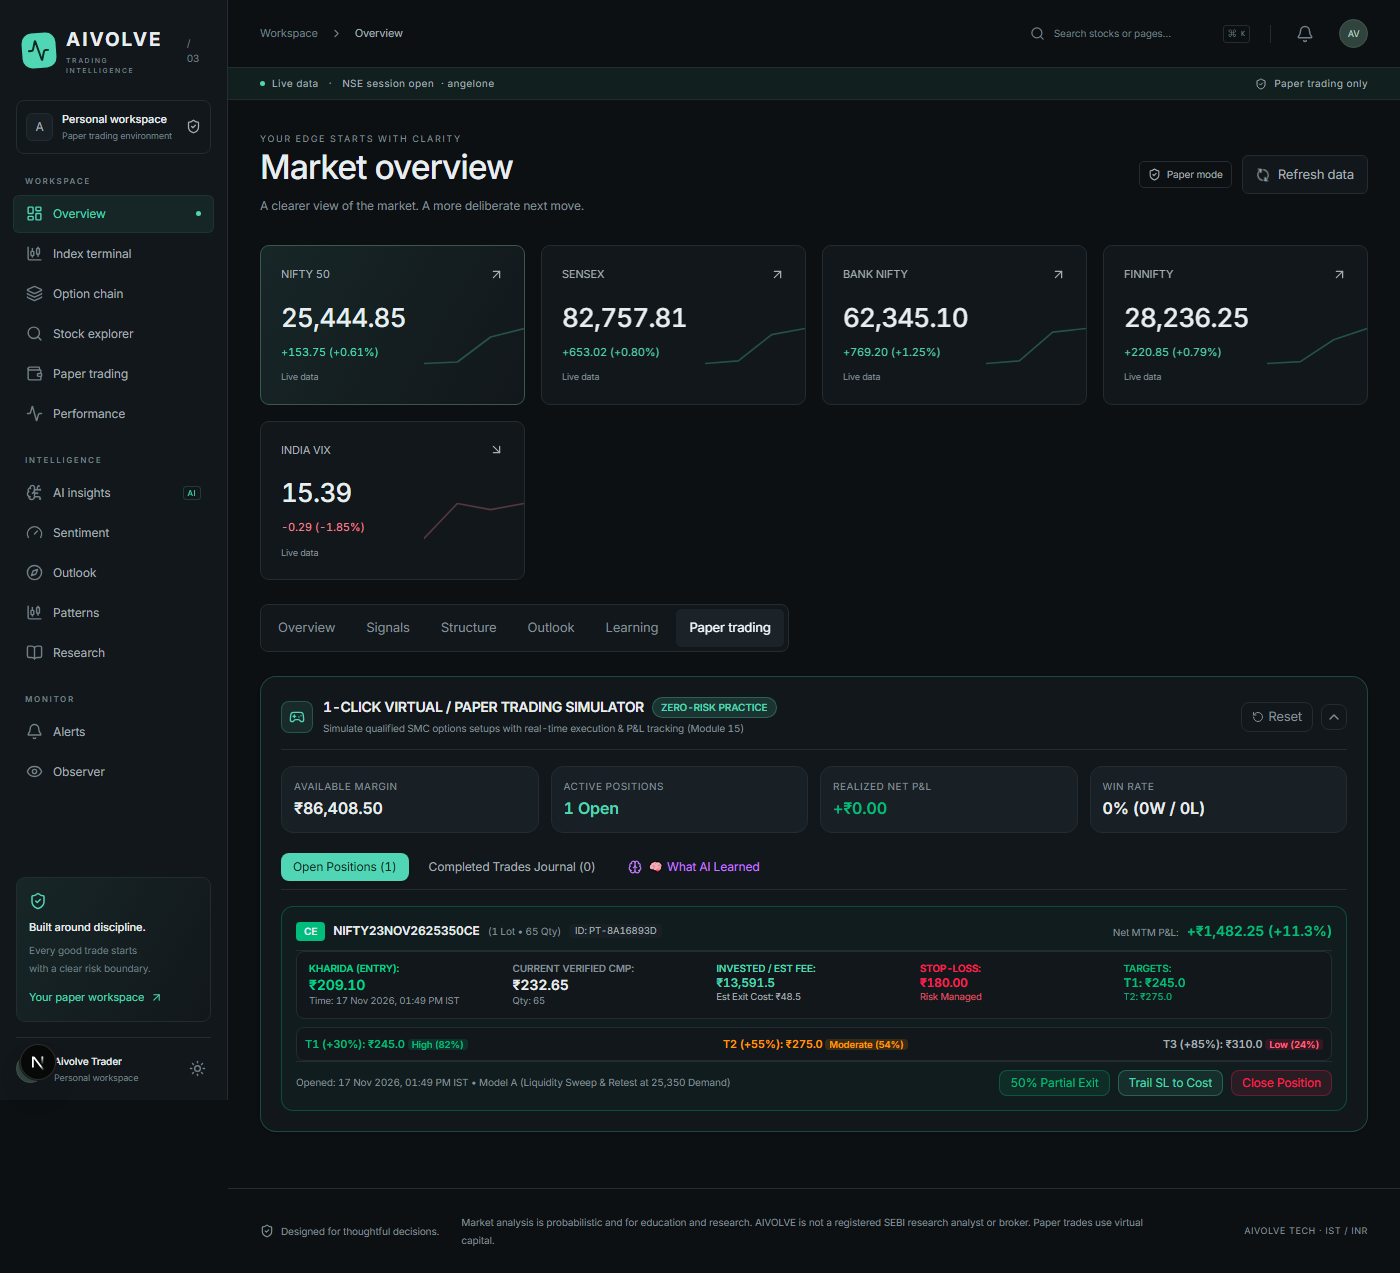 AIVOLVE
TRADING
INTELLIGENCE
/
03
A
Personal workspace
Paper trading environment
WORKSPACE
Overview
Index terminal
Option chain
Stock explorer
Paper trading
Performance
INTELLIGENCE
AI insights AI
Sentiment
Outlook
Patterns
Research
MONITOR
Alerts
Observer
Built around discipline.
Every good trade starts
with a clear risk boundary.
Your paper workspace
N
Aivolve Trader
Personal workspace
Workspace > Overview
Search stocks or pages... ⌘ K
AV
Live data · NSE session open · angelone
Paper trading only
YOUR EDGE STARTS WITH CLARITY
Market overview
A clearer view of the market. A more deliberate next move.
Paper mode
Refresh data
NIFTY 50
25,444.85
+153.75 (+0.61%)
Live data
SENSEX
82,757.81
+653.02 (+0.80%)
Live data
BANK NIFTY
62,345.10
+769.20 (+1.25%)
Live data
FINNIFTY
28,236.25
+220.85 (+0.79%)
Live data
INDIA VIX
15.39
-0.29 (-1.85%)
Live data
Overview Signals Structure Outlook Learning Paper trading
1-CLICK VIRTUAL / PAPER TRADING SIMULATOR ZERO-RISK PRACTICE
Simulate qualified SMC options setups with real-time execution & P&L tracking (Module 15)
Reset
AVAILABLE MARGIN
₹86,408.50
ACTIVE POSITIONS
1 Open
REALIZED NET P&L
+₹0.00
WIN RATE
0% (0W / 0L)
Open Positions (1) Completed Trades Journal (0) 🧠 What AI Learned
CE NIFTY23NOV2625350CE (1 Lot • 65 Qty) ID: PT-8A16893D
Net MTM P&L: +₹1,482.25 (+11.3%)
KHARIDA (ENTRY):
₹209.10
Time: 17 Nov 2026, 01:49 PM IST
CURRENT VERIFIED CMP:
₹232.65
Qty: 65
INVESTED / EST FEE:
₹13,591.5
Est Exit Cost: ₹48.5
STOP-LOSS:
₹180.00
Risk Managed
TARGETS:
T1: ₹245.0
T2: ₹275.0
T1 (+30%): ₹245.0 High (82%)
T2 (+55%): ₹275.0 Moderate (54%)
T3 (+85%): ₹310.0 Low (24%)
Opened: 17 Nov 2026, 01:49 PM IST • Model A (Liquidity Sweep & Retest at 25,350 Demand)
50% Partial Exit
Trail SL to Cost
Close Position
Designed for thoughtful decisions.
Market analysis is probabilistic and for education and research. AIVOLVE is not a registered SEBI research analyst or broker. Paper trades use virtual
capital.
AIVOLVE TECH · IST / INR